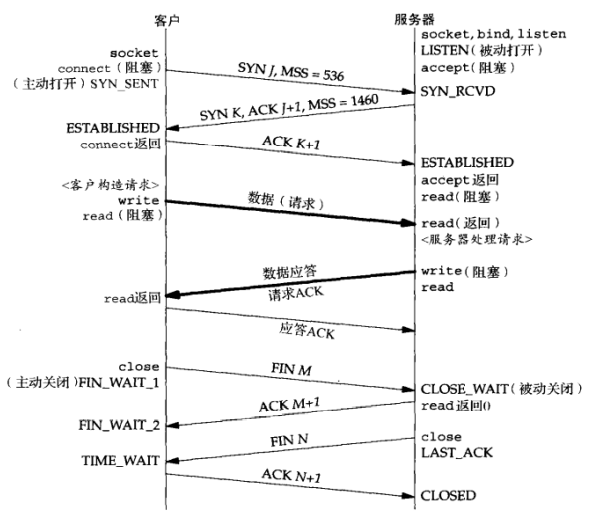 客户
服务器
socket, bind, listen
LISTEN(被动打开)
accept(阻塞)
socket
connect(阻塞)
(主动打开)SYN_SENT
SYN J, MSS = 536
SYN_RCVD
SYN K, ACK J+1, MSS = 1460
ESTABLISHED
connect返回
ACK K+1
ESTABLISHED
accept返回
read(阻塞)
<客户构造请求>
write
read(阻塞)
数据(请求)
read(返回)
<服务器处理请求>
数据应答
请求ACK
write(阻塞)
read
read返回
应答ACK
close
(主动关闭)FIN_WAIT_1
FIN M
CLOSE_WAIT(被动关闭)
read返回0
ACK M+1
FIN_WAIT_2
close
LAST_ACK
FIN N
TIME_WAIT
ACK N+1
CLOSED